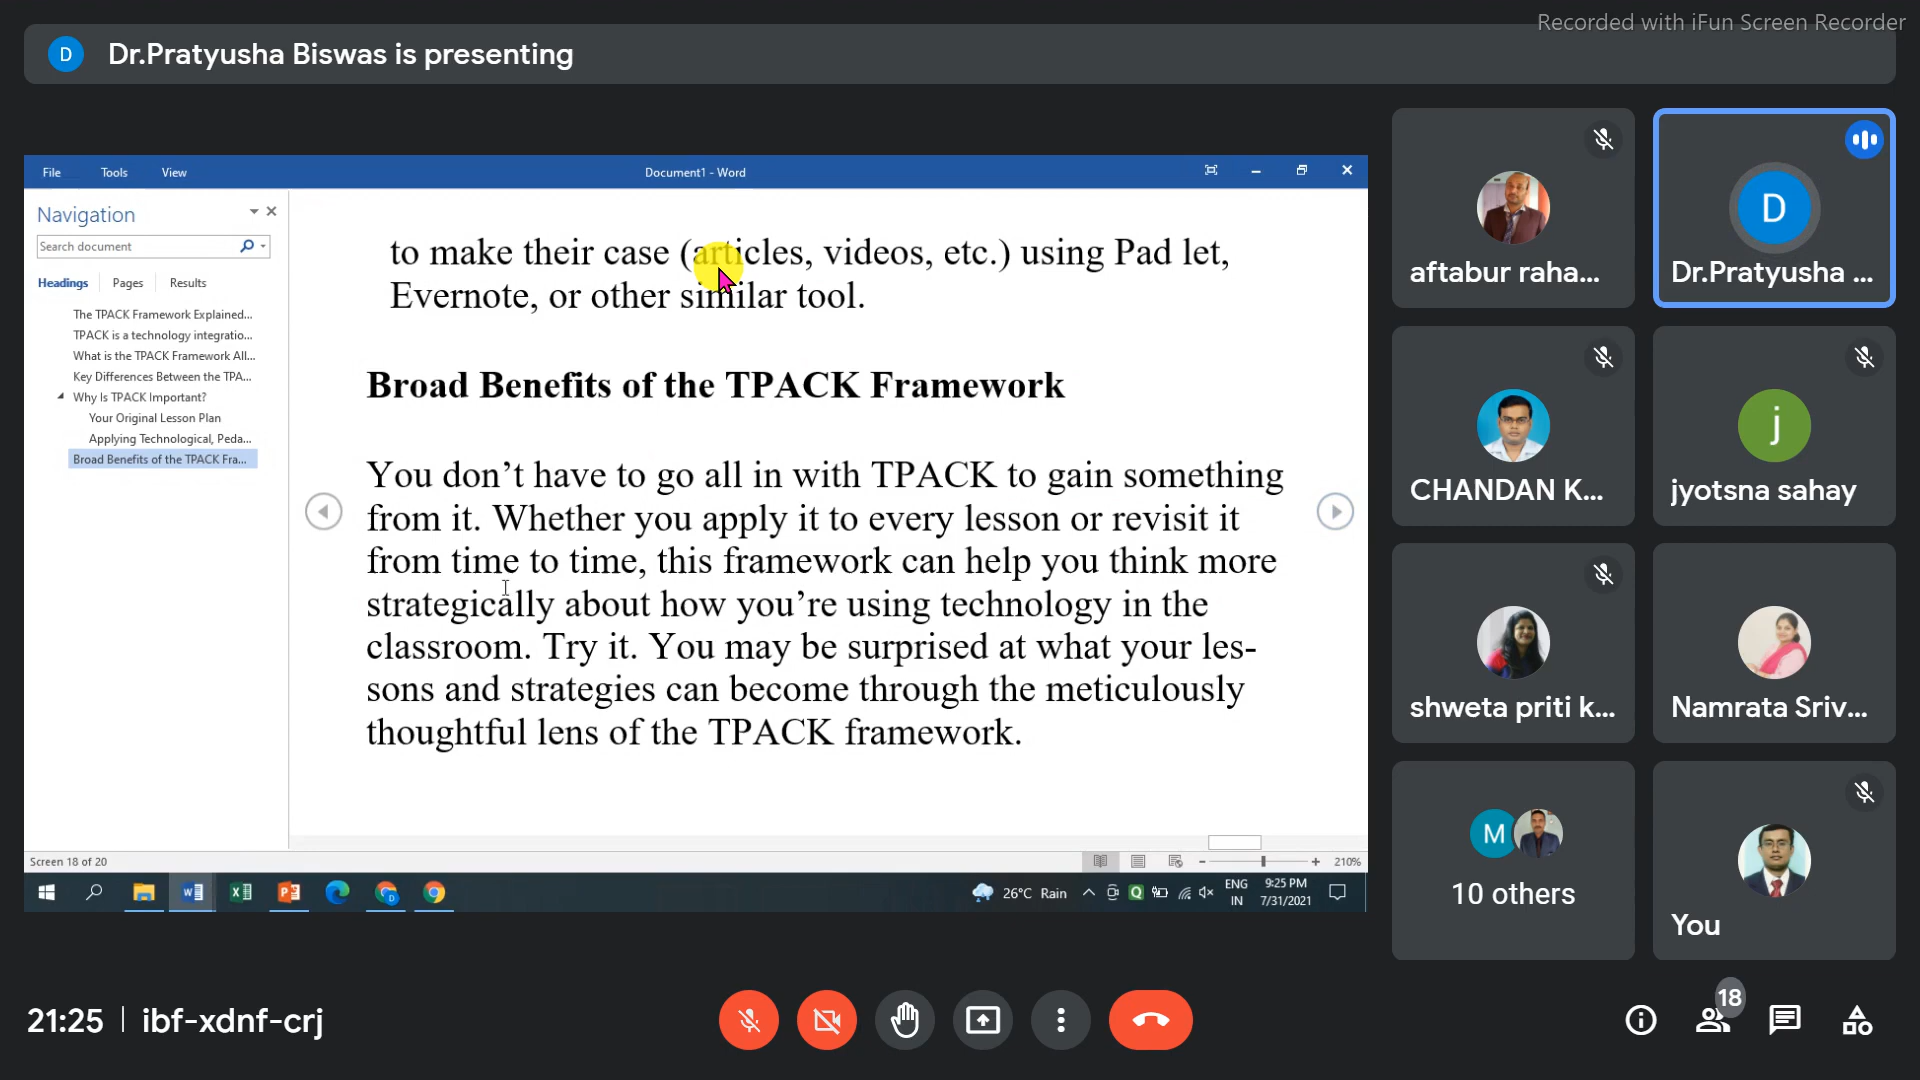 Recorded with iFun Screen Recorder
D Dr.Pratyusha Biswas is presenting
File Tools View Document1 - Word
Navigation
Search document
Headings Pages Results
The TPACK Framework Explained...
TPACK is a technology integratio...
What is the TPACK Framework All...
Key Differences Between the TPA...
Why Is TPACK Important?
Your Original Lesson Plan
Applying Technological, Peda...
Broad Benefits of the TPACK Fra...
to make their case (articles, videos, etc.) using Pad let,
Evernote, or other similar tool.
Broad Benefits of the TPACK Framework
You don’t have to go all in with TPACK to gain something
from it. Whether you apply it to every lesson or revisit it
from time to time, this framework can help you think more
strategically about how you’re using technology in the
classroom. Try it. You may be surprised at what your les-
sons and strategies can become through the meticulously
thoughtful lens of the TPACK framework.
Screen 18 of 20
210%
26°C Rain
ENG
IN
9:25 PM
7/31/2021
aftabur raha...
D
Dr.Pratyusha ...
CHANDAN K...
j
jyotsna sahay
shweta priti k...
Namrata Sriv...
M
10 others
You
21:25 | ibf-xdnf-crj
18